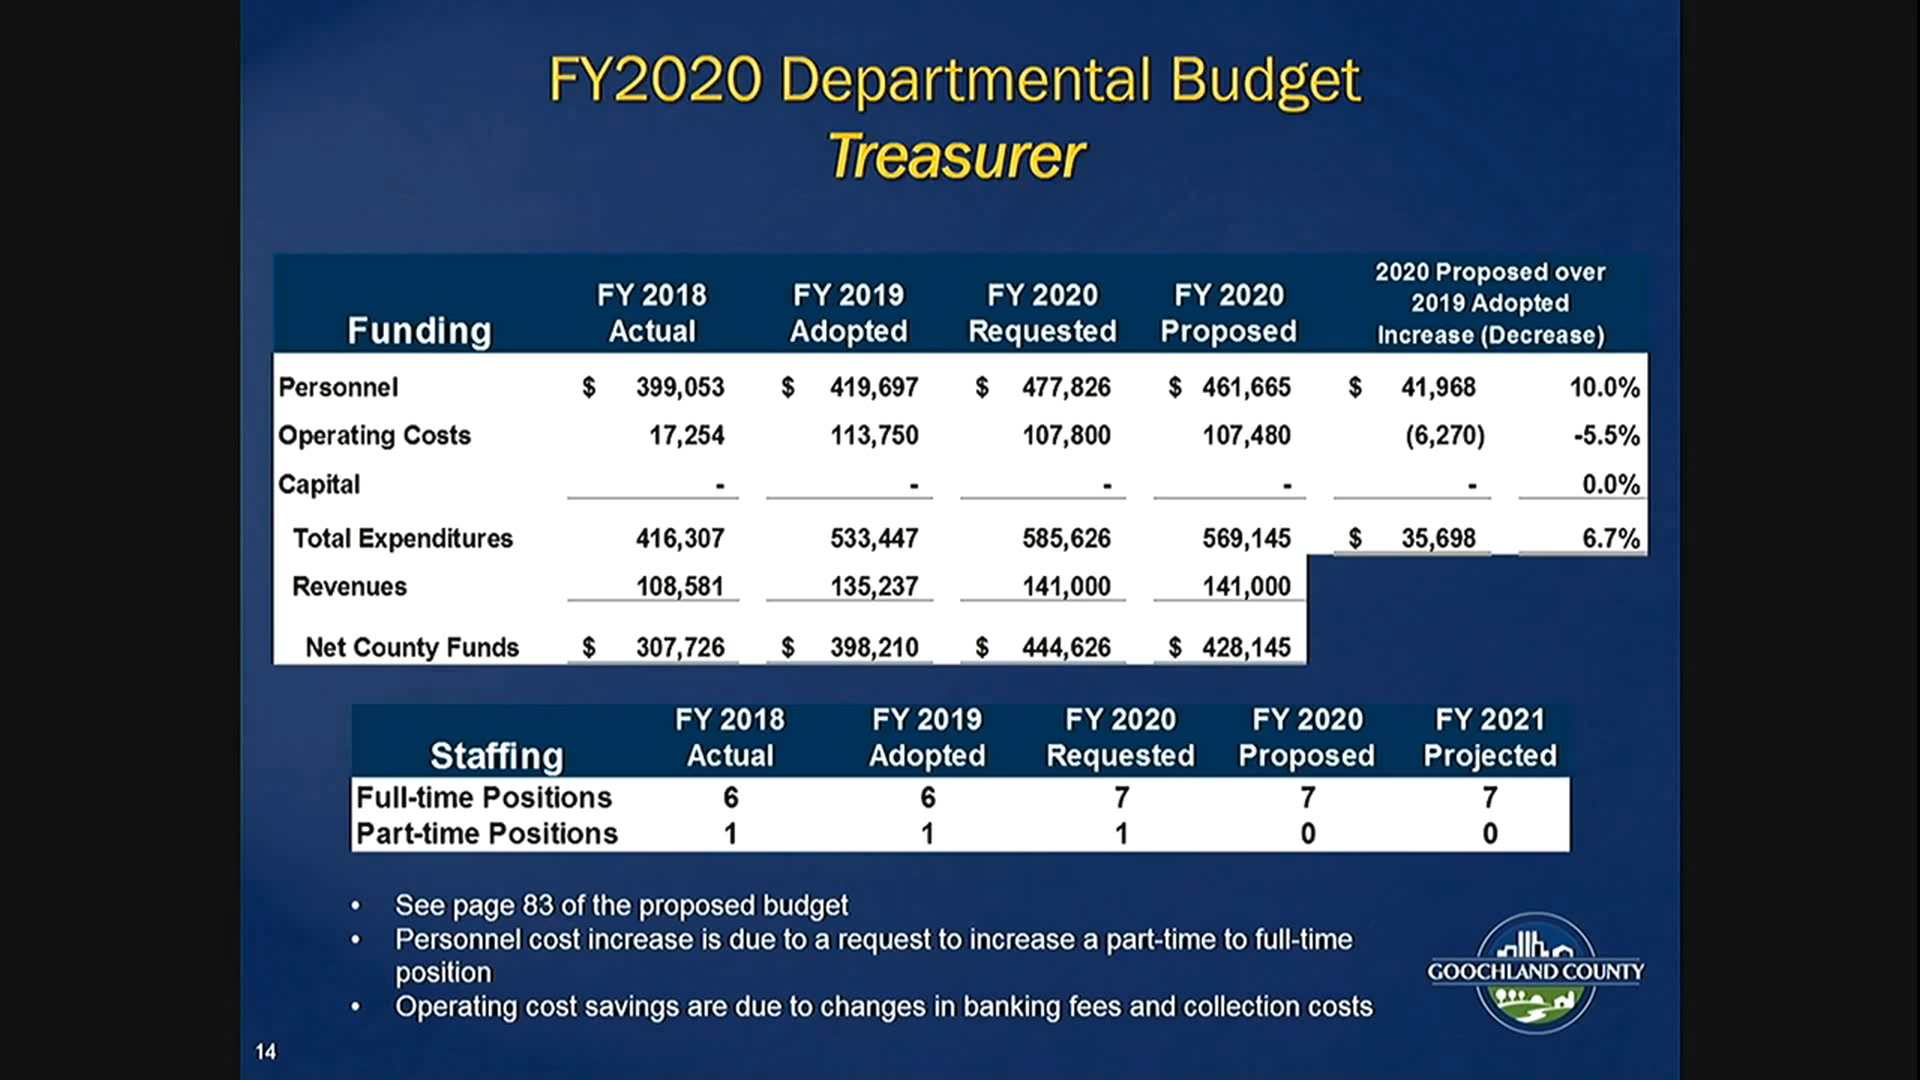 FY2020 Departmental Budget
Treasurer
Funding FY 2018 Actual FY 2019 Adopted FY 2020 Requested FY 2020 Proposed 2020 Proposed over 2019 Adopted Increase (Decrease)
Personnel $ 399,053 $ 419,697 $ 477,826 $ 461,665 $ 41,968 10.0%
Operating Costs 17,254 113,750 107,800 107,480 (6,270) -5.5%
Capital - - - - - 0.0%
Total Expenditures 416,307 533,447 585,626 569,145 $ 35,698 6.7%
Revenues 108,581 135,237 141,000 141,000
Net County Funds $ 307,726 $ 398,210 $ 444,626 $ 428,145
Staffing FY 2018 Actual FY 2019 Adopted FY 2020 Requested FY 2020 Proposed FY 2021 Projected
Full-time Positions 6 6 7 7 7
Part-time Positions 1 1 1 0 0
• See page 83 of the proposed budget
• Personnel cost increase is due to a request to increase a part-time to full-time
position
• Operating cost savings are due to changes in banking fees and collection costs
GOOCHLAND COUNTY
14